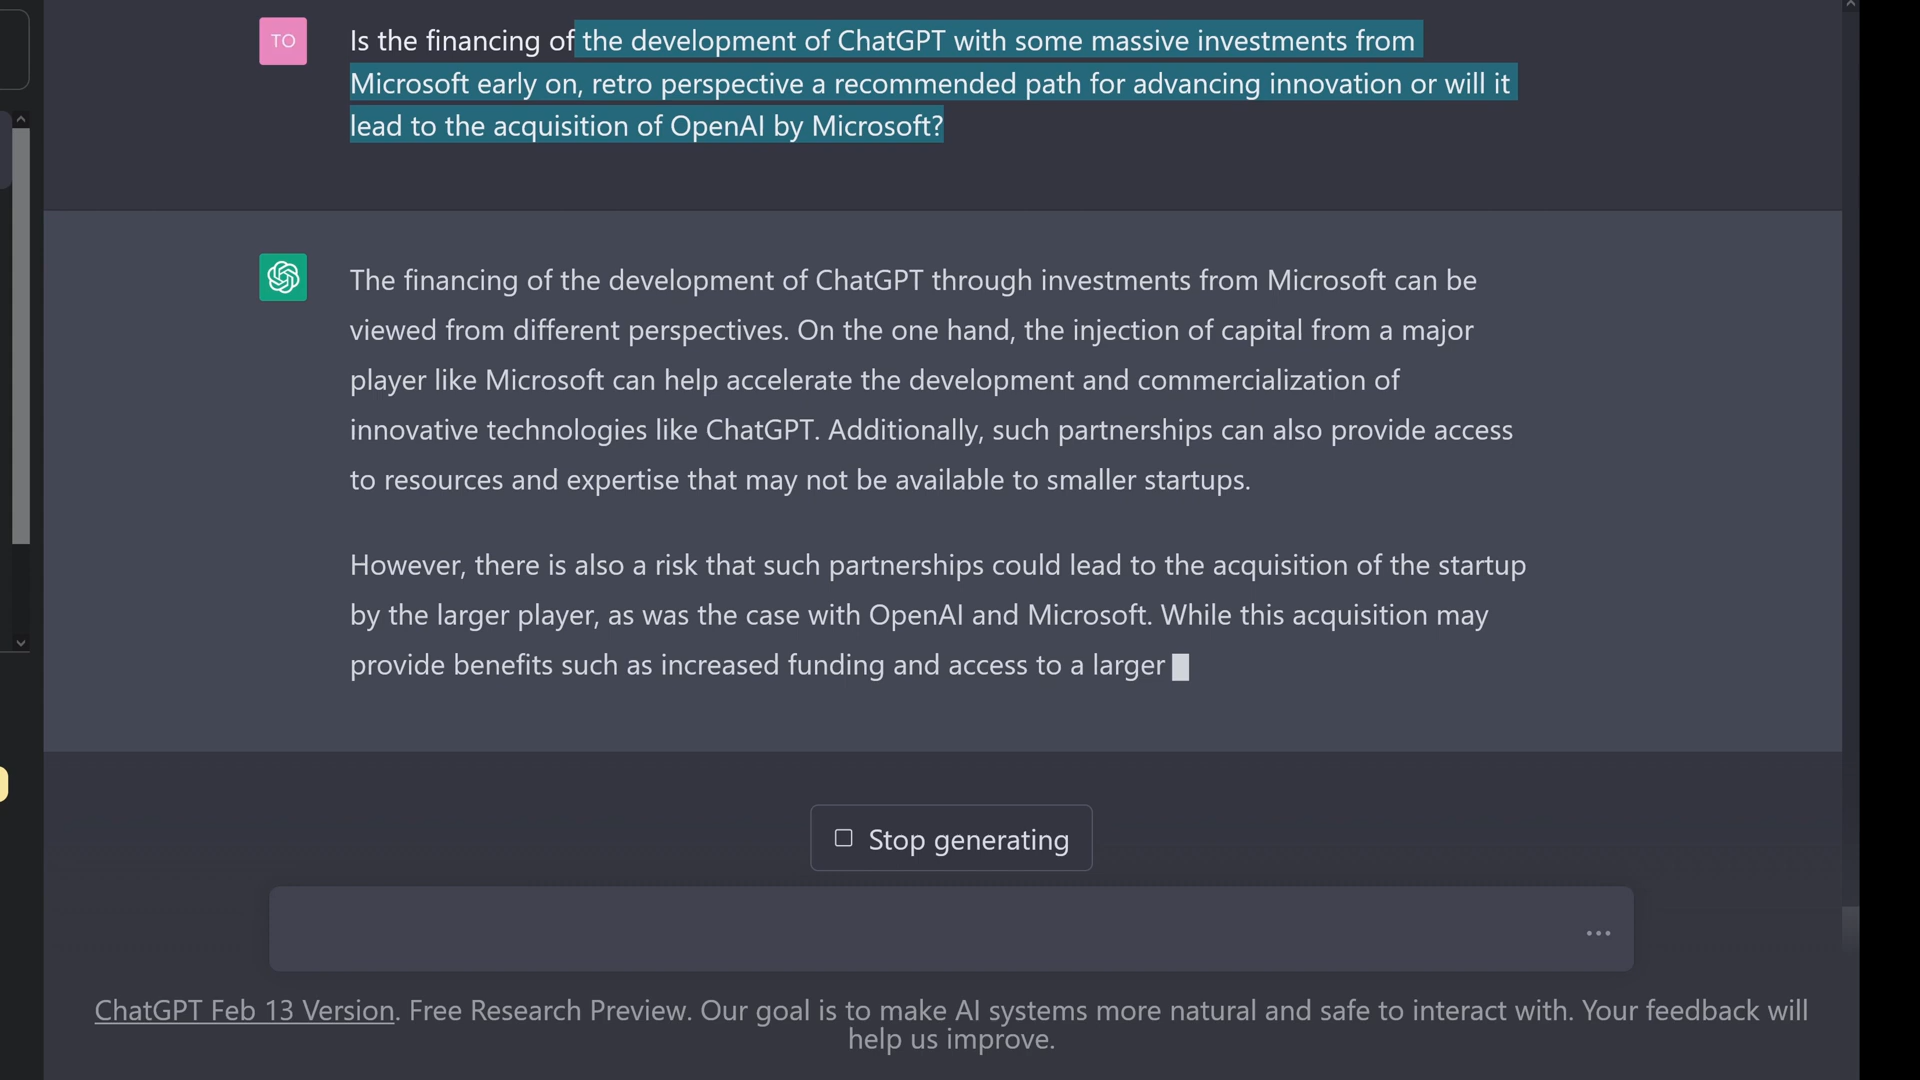 TO
Is the financing of the development of ChatGPT with some massive investments from
Microsoft early on, retro perspective a recommended path for advancing innovation or will it
lead to the acquisition of OpenAI by Microsoft?
The financing of the development of ChatGPT through investments from Microsoft can be
viewed from different perspectives. On the one hand, the injection of capital from a major
player like Microsoft can help accelerate the development and commercialization of
innovative technologies like ChatGPT. Additionally, such partnerships can also provide access
to resources and expertise that may not be available to smaller startups.
However, there is also a risk that such partnerships could lead to the acquisition of the startup
by the larger player, as was the case with OpenAI and Microsoft. While this acquisition may
provide benefits such as increased funding and access to a larger
Stop generating
ChatGPT Feb 13 Version. Free Research Preview. Our goal is to make AI systems more natural and safe to interact with. Your feedback will
help us improve.